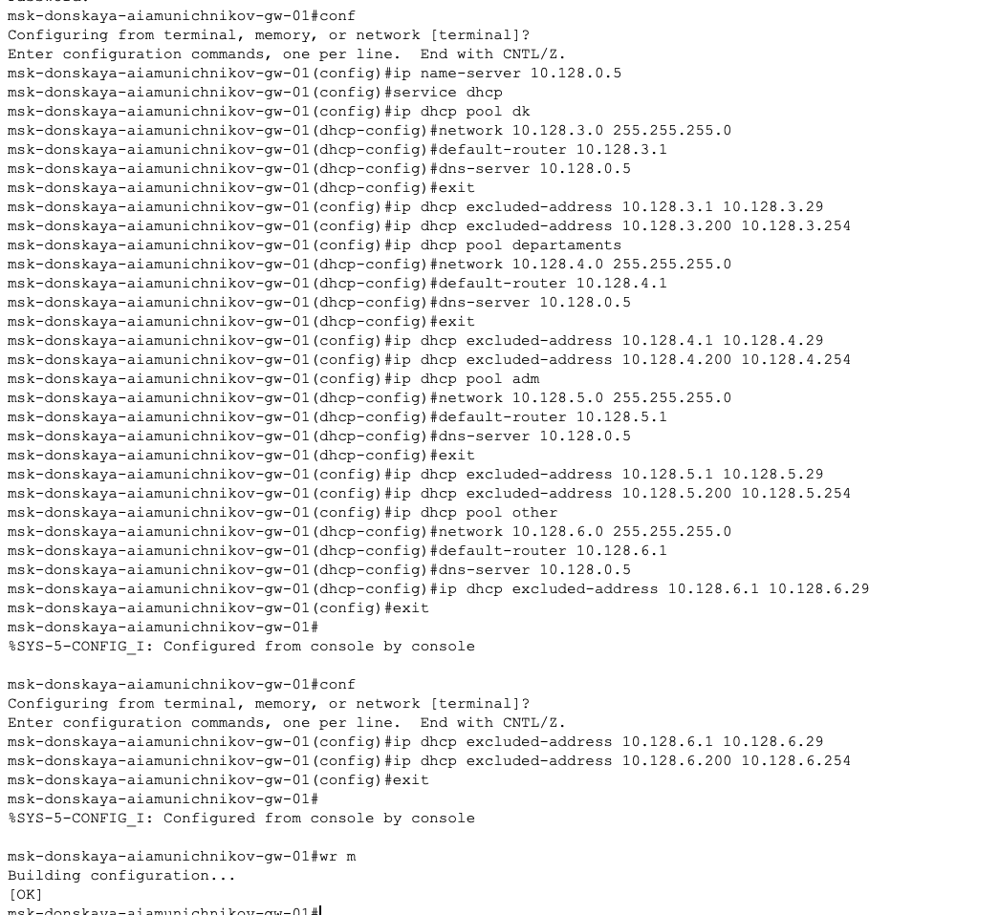 msk-donskaya-aiamunichnikov-gw-01#conf
Configuring from terminal, memory, or network [terminal]?
Enter configuration commands, one per line.  End with CNTL/Z.
msk-donskaya-aiamunichnikov-gw-01(config)#ip name-server 10.128.0.5
msk-donskaya-aiamunichnikov-gw-01(config)#service dhcp
msk-donskaya-aiamunichnikov-gw-01(config)#ip dhcp pool dk
msk-donskaya-aiamunichnikov-gw-01(dhcp-config)#network 10.128.3.0 255.255.255.0
msk-donskaya-aiamunichnikov-gw-01(dhcp-config)#default-router 10.128.3.1
msk-donskaya-aiamunichnikov-gw-01(dhcp-config)#dns-server 10.128.0.5
msk-donskaya-aiamunichnikov-gw-01(dhcp-config)#exit
msk-donskaya-aiamunichnikov-gw-01(config)#ip dhcp excluded-address 10.128.3.1 10.128.3.29
msk-donskaya-aiamunichnikov-gw-01(config)#ip dhcp excluded-address 10.128.3.200 10.128.3.254
msk-donskaya-aiamunichnikov-gw-01(config)#ip dhcp pool departaments
msk-donskaya-aiamunichnikov-gw-01(dhcp-config)#network 10.128.4.0 255.255.255.0
msk-donskaya-aiamunichnikov-gw-01(dhcp-config)#default-router 10.128.4.1
msk-donskaya-aiamunichnikov-gw-01(dhcp-config)#dns-server 10.128.0.5
msk-donskaya-aiamunichnikov-gw-01(dhcp-config)#exit
msk-donskaya-aiamunichnikov-gw-01(config)#ip dhcp excluded-address 10.128.4.1 10.128.4.29
msk-donskaya-aiamunichnikov-gw-01(config)#ip dhcp excluded-address 10.128.4.200 10.128.4.254
msk-donskaya-aiamunichnikov-gw-01(config)#ip dhcp pool adm
msk-donskaya-aiamunichnikov-gw-01(dhcp-config)#network 10.128.5.0 255.255.255.0
msk-donskaya-aiamunichnikov-gw-01(dhcp-config)#default-router 10.128.5.1
msk-donskaya-aiamunichnikov-gw-01(dhcp-config)#dns-server 10.128.0.5
msk-donskaya-aiamunichnikov-gw-01(dhcp-config)#exit
msk-donskaya-aiamunichnikov-gw-01(config)#ip dhcp excluded-address 10.128.5.1 10.128.5.29
msk-donskaya-aiamunichnikov-gw-01(config)#ip dhcp excluded-address 10.128.5.200 10.128.5.254
msk-donskaya-aiamunichnikov-gw-01(config)#ip dhcp pool other
msk-donskaya-aiamunichnikov-gw-01(dhcp-config)#network 10.128.6.0 255.255.255.0
msk-donskaya-aiamunichnikov-gw-01(dhcp-config)#default-router 10.128.6.1
msk-donskaya-aiamunichnikov-gw-01(dhcp-config)#dns-server 10.128.0.5
msk-donskaya-aiamunichnikov-gw-01(dhcp-config)#ip dhcp excluded-address 10.128.6.1 10.128.6.29
msk-donskaya-aiamunichnikov-gw-01(config)#exit
msk-donskaya-aiamunichnikov-gw-01#
%SYS-5-CONFIG_I: Configured from console by console
msk-donskaya-aiamunichnikov-gw-01#conf
Configuring from terminal, memory, or network [terminal]?
Enter configuration commands, one per line.  End with CNTL/Z.
msk-donskaya-aiamunichnikov-gw-01(config)#ip dhcp excluded-address 10.128.6.1 10.128.6.29
msk-donskaya-aiamunichnikov-gw-01(config)#ip dhcp excluded-address 10.128.6.200 10.128.6.254
msk-donskaya-aiamunichnikov-gw-01(config)#exit
msk-donskaya-aiamunichnikov-gw-01#
%SYS-5-CONFIG_I: Configured from console by console
msk-donskaya-aiamunichnikov-gw-01#wr m
Building configuration...
[OK]
msk-donskaya-aiamunichnikov-gw-01#